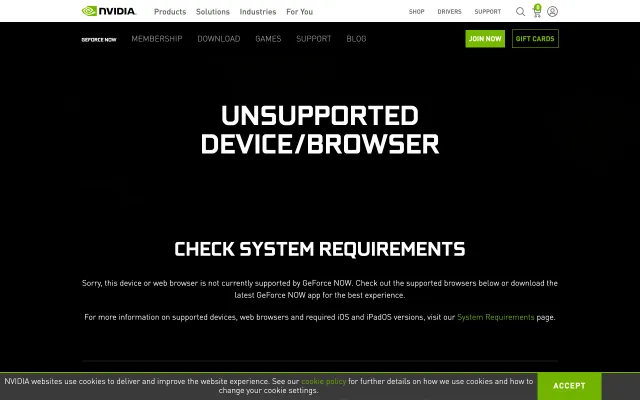 NVIDIA. Products Solutions Industries For You SHOP DRIVERS SUPPORT
GEFORCE NOW MEMBERSHIP DOWNLOAD GAMES SUPPORT BLOG JOIN NOW GIFT CARDS
UNSUPPORTED
DEVICE/BROWSER
CHECK SYSTEM REQUIREMENTS
Sorry, this device or web browser is not currently supported by GeForce NOW. Check out the supported browsers below or download the
latest GeForce NOW app for the best experience.
For more information on supported devices, web browsers and required iOS and iPadOS versions, visit our System Requirements page.
NVIDIA websites use cookies to deliver and improve the website experience. See our cookie policy for further details on how we use cookies and how to
change your cookie settings.
ACCEPT